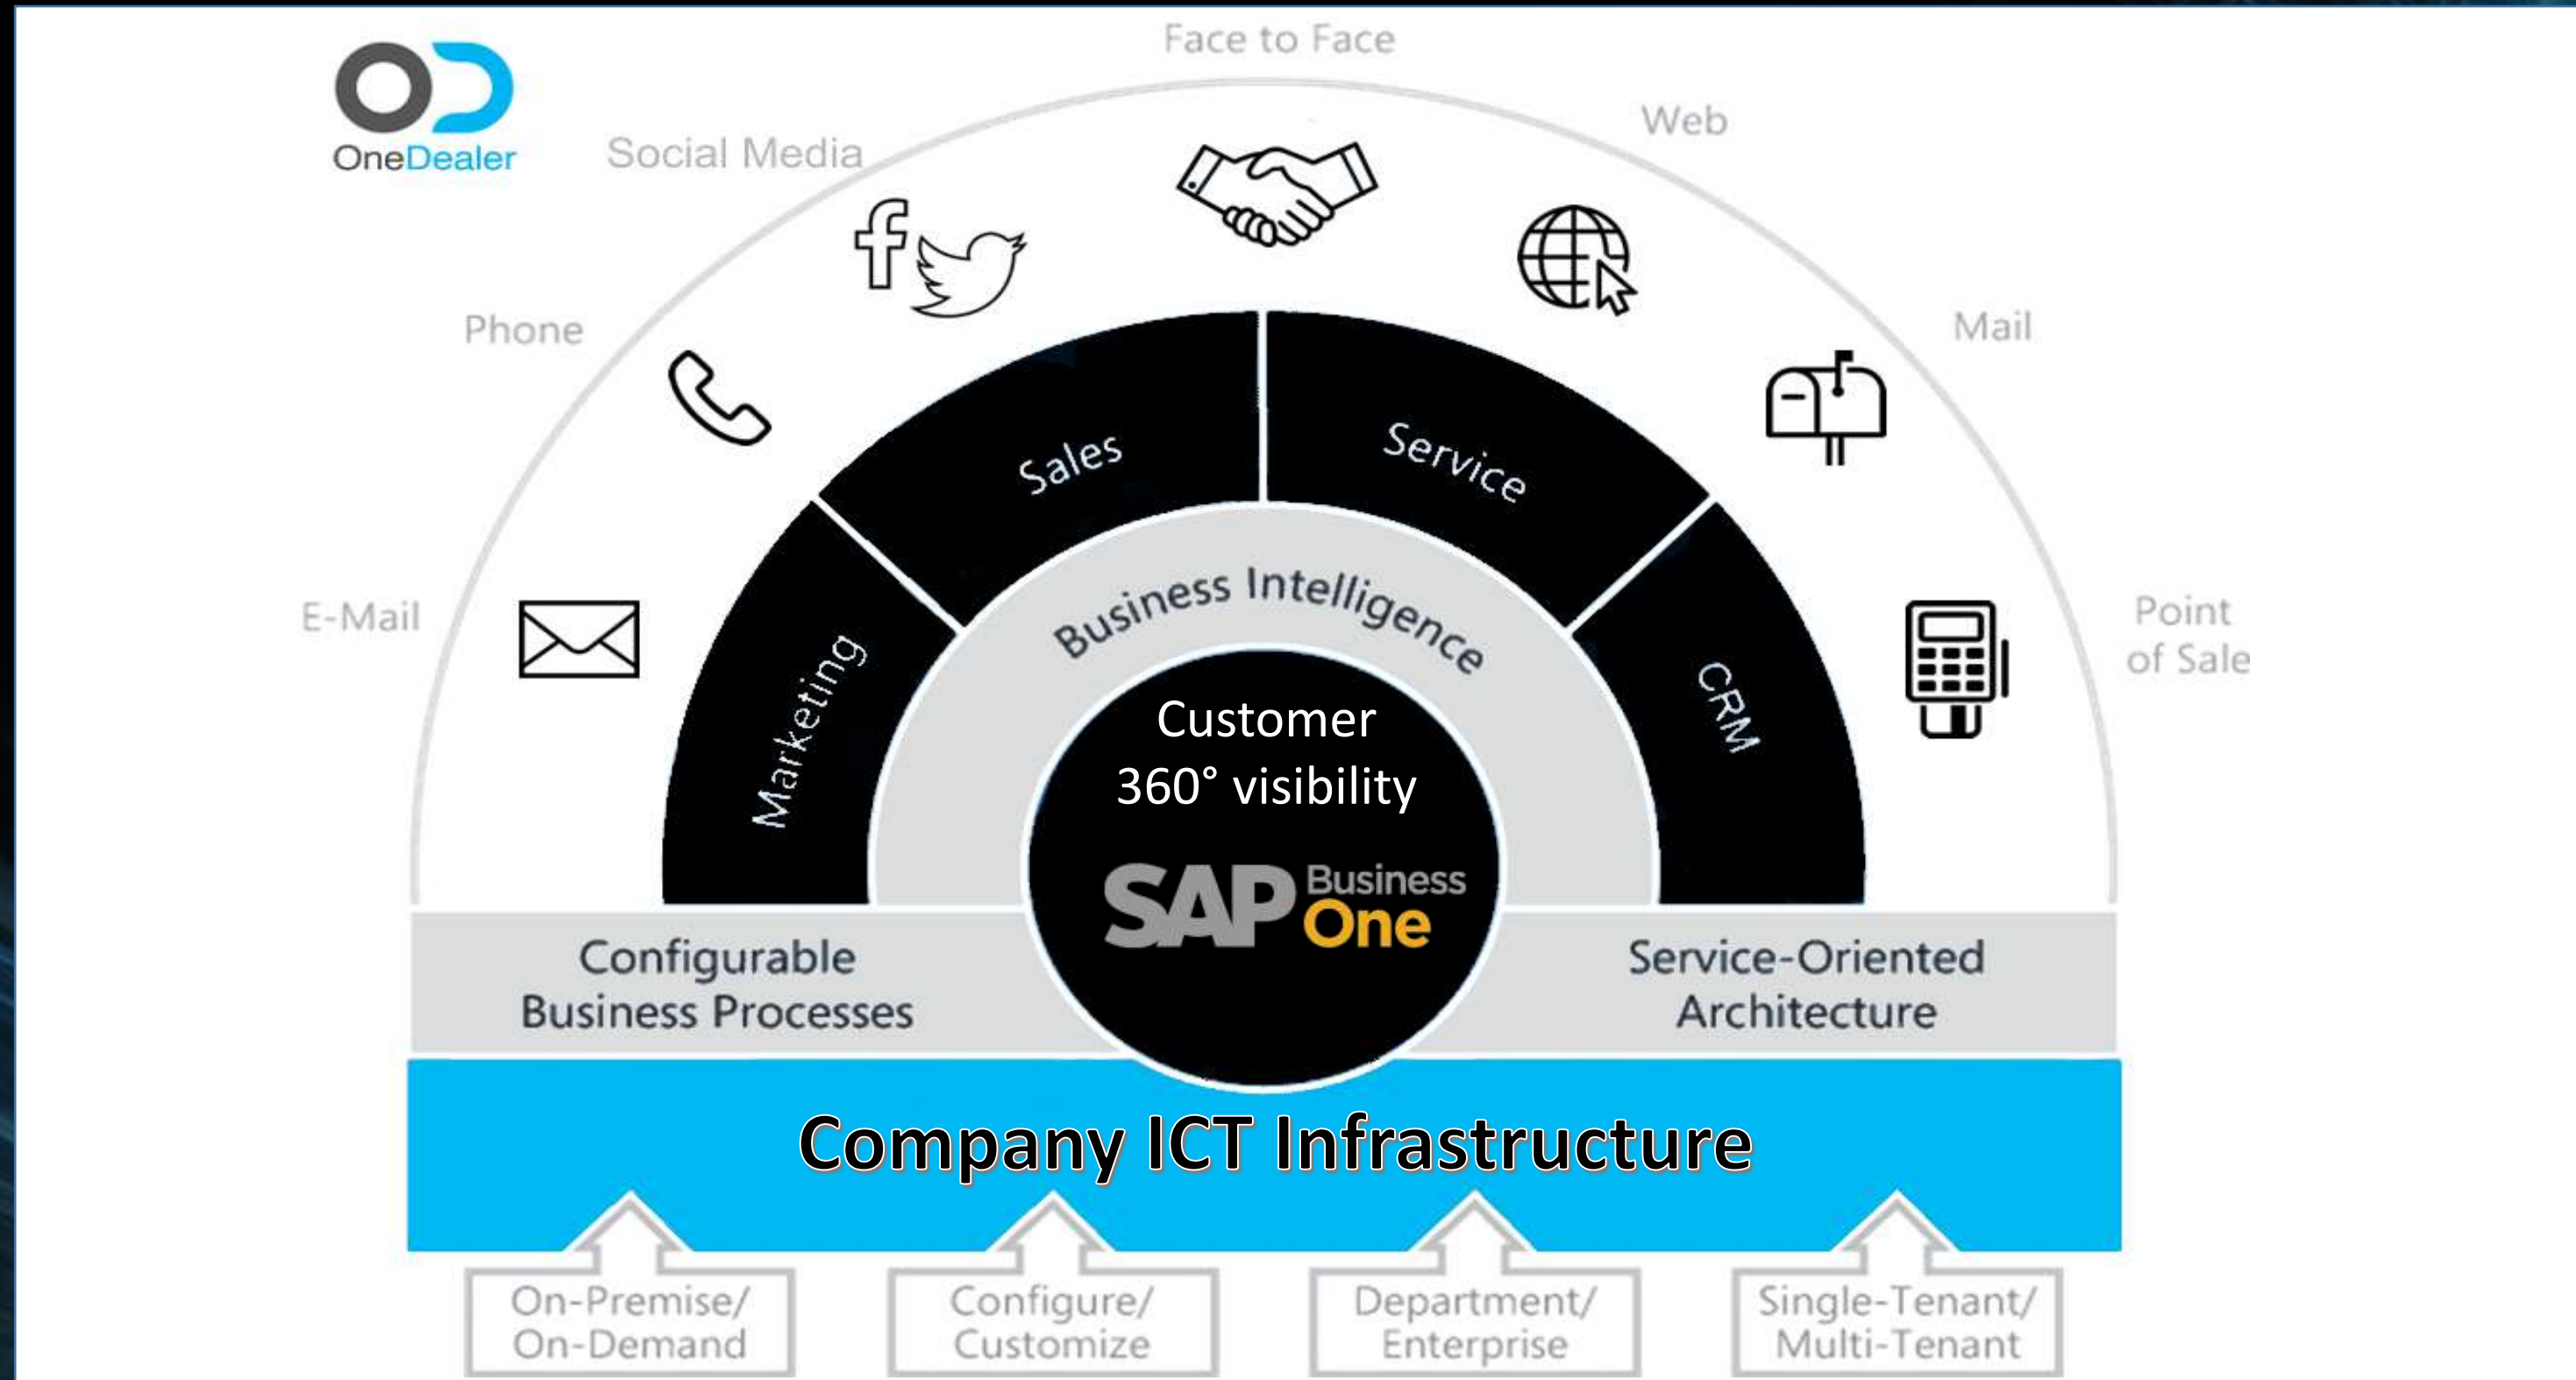 OneDealer
Face to Face
Social Media
Web
Phone
Mail
E-Mail
Point
of Sale
Sales
Service
Marketing
CRM
Business Intelligence
Customer
360° visibility
SAP Business
One
Configurable
Business Processes
Service-Oriented
Architecture
Company ICT Infrastructure
On-Premise/
On-Demand
Configure/
Customize
Department/
Enterprise
Single-Tenant/
Multi-Tenant